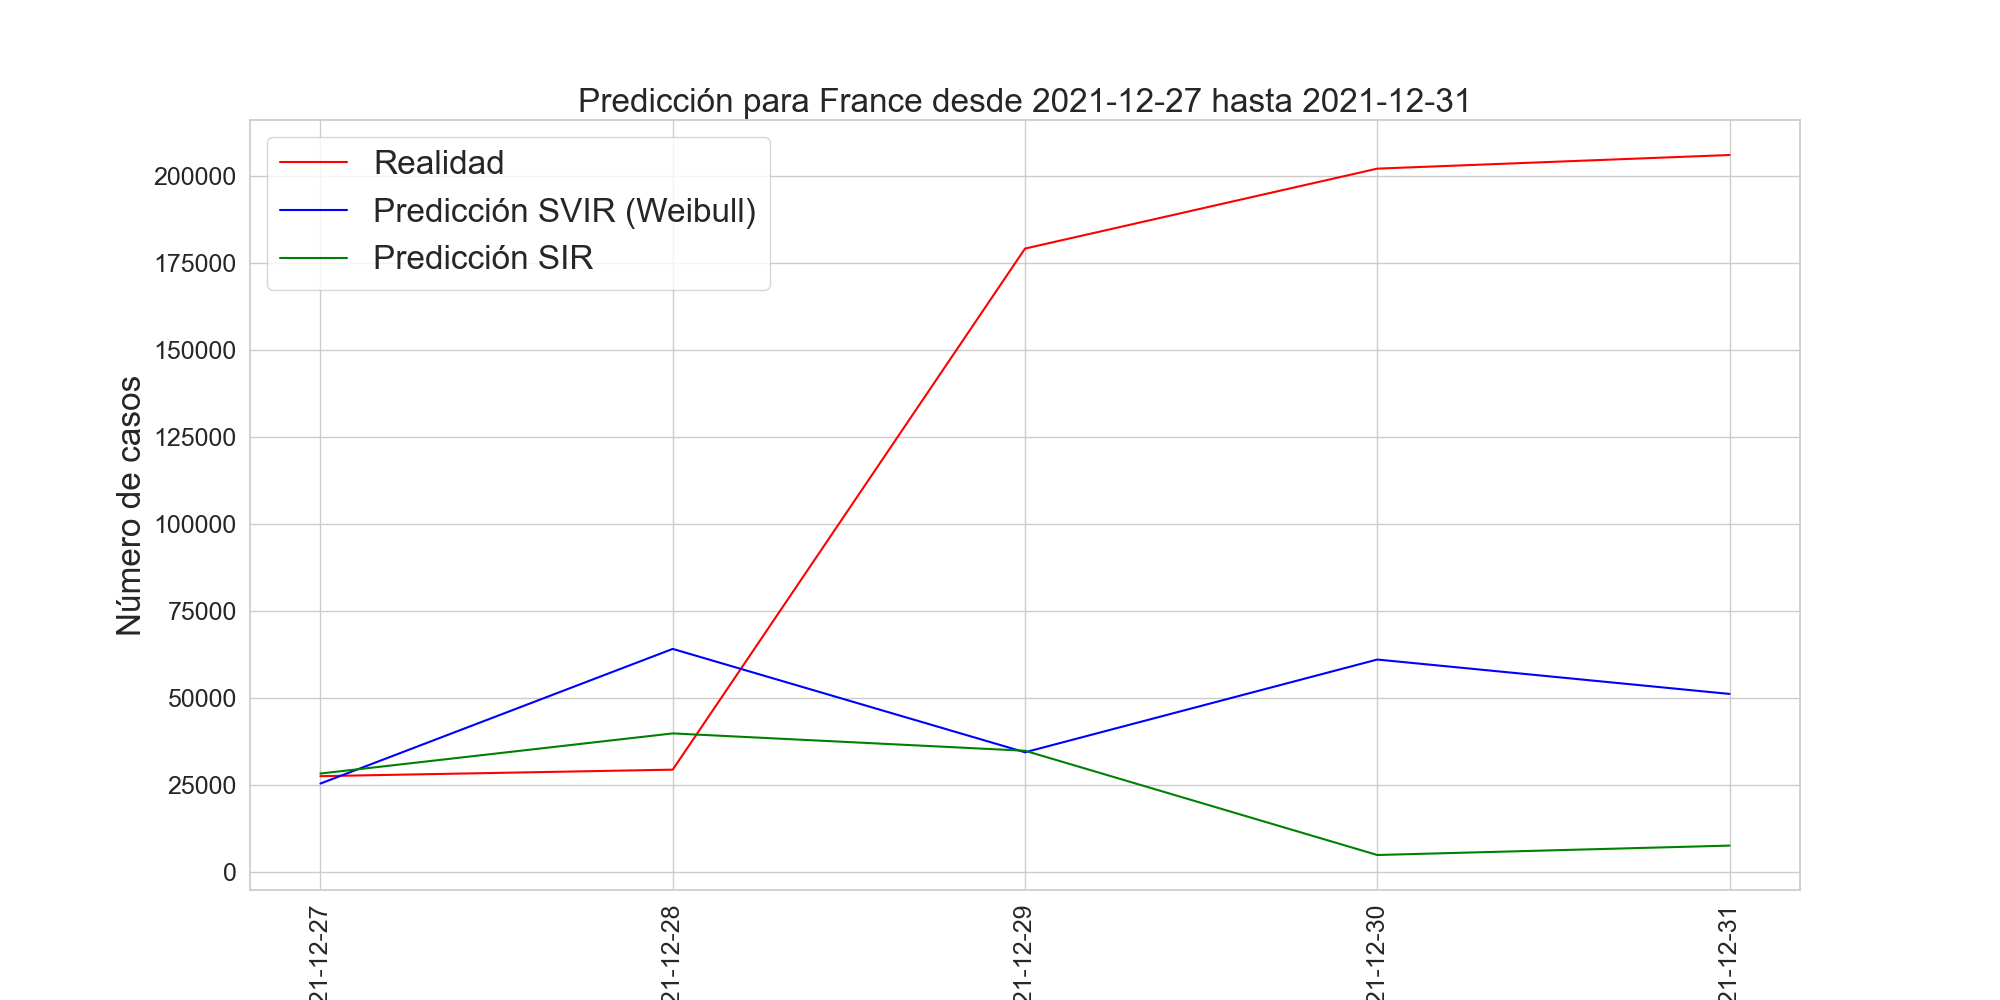 Predicción para France desde 2021-12-27 hasta 2021-12-31
Realidad
Predicción SVIR (Weibull)
Predicción SIR
Número de casos
200000
175000
150000
125000
100000
75000
50000
25000
0
21-12-27
21-12-28
21-12-29
21-12-30
21-12-31